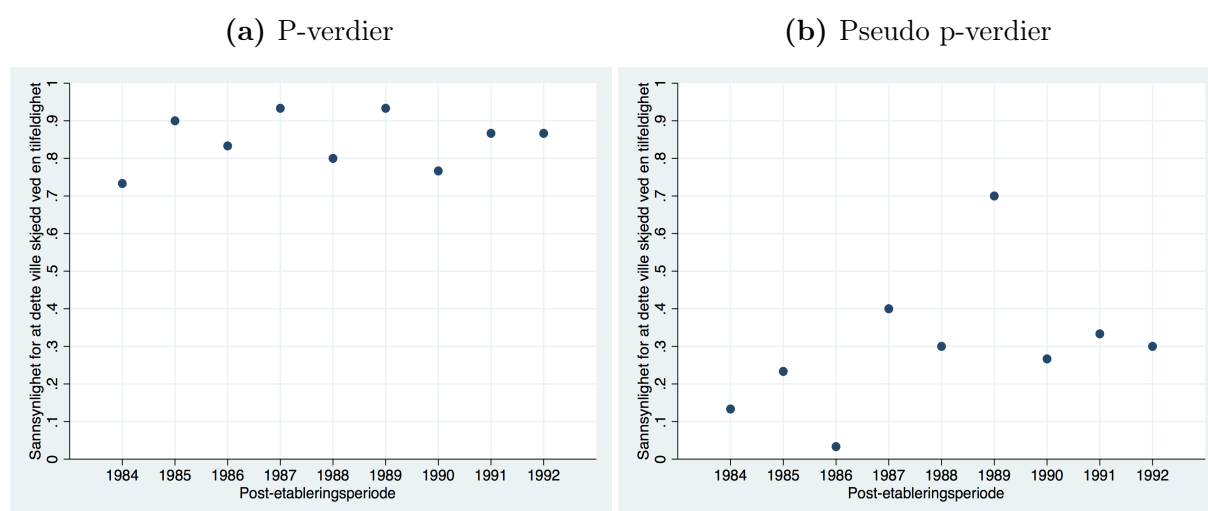 (a) P-verdier
Sannsynlighet for at dette ville skjedd ved en tilfeldighet
1
.9
.8
.7
.6
.5
.4
.3
.2
.1
0
1984 1985 1986 1987 1988 1989 1990 1991 1992
Post-etableringsperiode
(b) Pseudo p-verdier
Sannsynlighet for at dette ville skjedd ved en tilfeldighet
1
.9
.8
.7
.6
.5
.4
.3
.2
.1
0
1984 1985 1986 1987 1988 1989 1990 1991 1992
Post-etableringsperiode